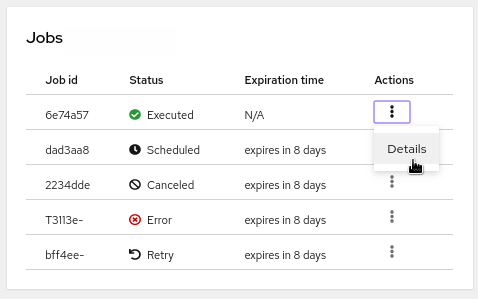 Jobs
Job id Status Expiration time Actions
6e74a57 Executed N/A
dad3aa8 Scheduled expires in 8 days Details
2234dde Canceled expires in 8 days
T3113e- Error expires in 8 days
bff4ee- Retry expires in 8 days